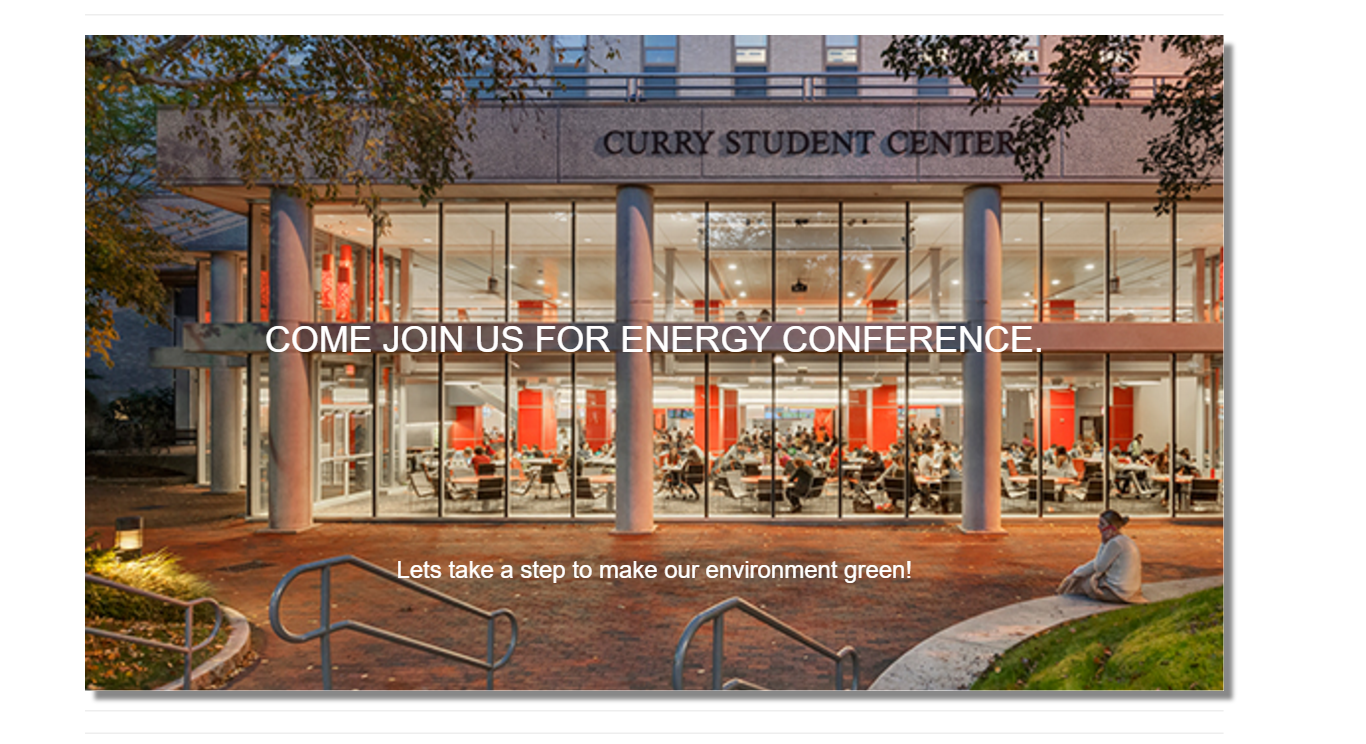 CURRY STUDENT CENTER
COME JOIN US FOR ENERGY CONFERENCE.
Lets take a step to make our environment green!